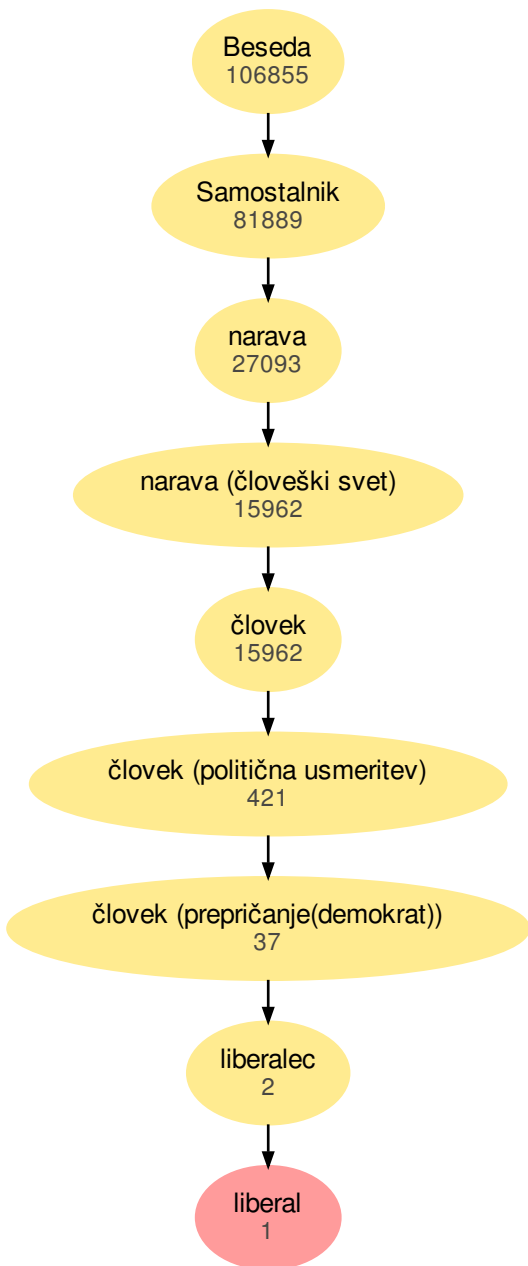 Beseda
106855
Samostalnik
81889
narava
27093
narava (človeški svet)
15962
človek
15962
človek (politična usmeritev)
421
človek (prepričanje(demokrat))
37
liberalec
2
liberal
1